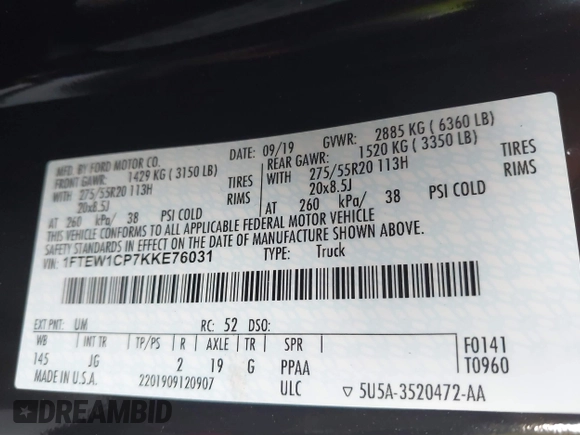 MFD. BY FORD MOTOR CO.
DATE: 09/19 GVWR: 2885 KG ( 6360 LB)
FRONT GAWR: 1429 KG ( 3150 LB) REAR GAWR: 1520 KG ( 3350 LB)
WITH 275/55R20 113H TIRES WITH 275/55R20 113H TIRES
20x8.5J RIMS 20x8.5J RIMS
AT 260 kPa/ 38 PSI COLD AT 260 kPa/ 38 PSI COLD
THIS VEHICLE CONFORMS TO ALL APPLICABLE FEDERAL MOTOR VEHICLE
SAFETY STANDARDS IN EFFECT ON THE DATE OF MANUFACTURE SHOWN ABOVE.
VIN: 1FTEW1CP7KKE76031 TYPE: Truck
EXT PNT: UM RC: 52 DSO:
WB INT TR TP/PS R AXLE TR SPR F0141
145 JG 2 19 G PPAA T0960
MADE IN U.S.A. 2201909120907 ULC ▽ 5U5A-3520472-AA
DREAMBID